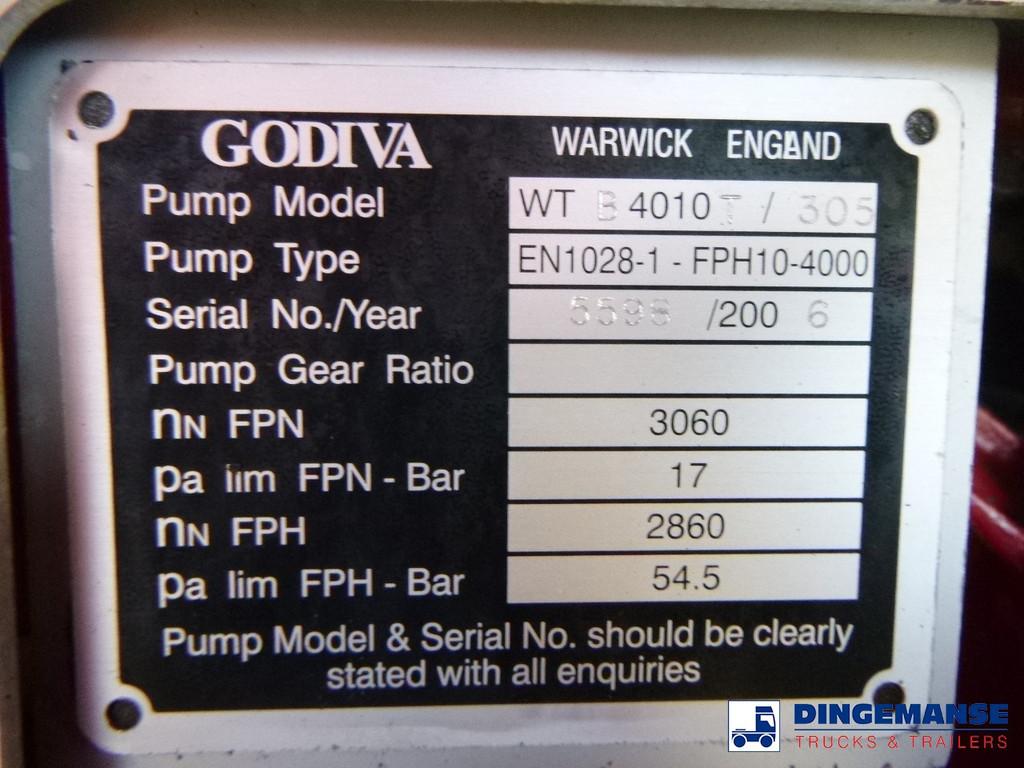 GODIVA WARWICK ENGLAND
Pump Model WT B 4010 T / 305
Pump Type EN1028-1 - FPH10-4000
Serial No./Year 5596 /200 6
Pump Gear Ratio
nN FPN 3060
pa lim FPN - Bar 17
nN FPH 2860
pa lim FPH - Bar 54.5
Pump Model & Serial No. should be clearly
stated with all enquiries
DINGEMANSE
TRUCKS & TRAILERS